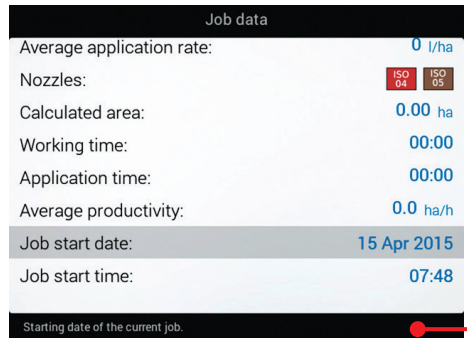 Job data
Average application rate: 0 l/ha
Nozzles: ISO 04 ISO 05
Calculated area: 0.00 ha
Working time: 00:00
Application time: 00:00
Average productivity: 0.0 ha/h
Job start date: 15 Apr 2015
Job start time: 07:48
Starting date of the current job.